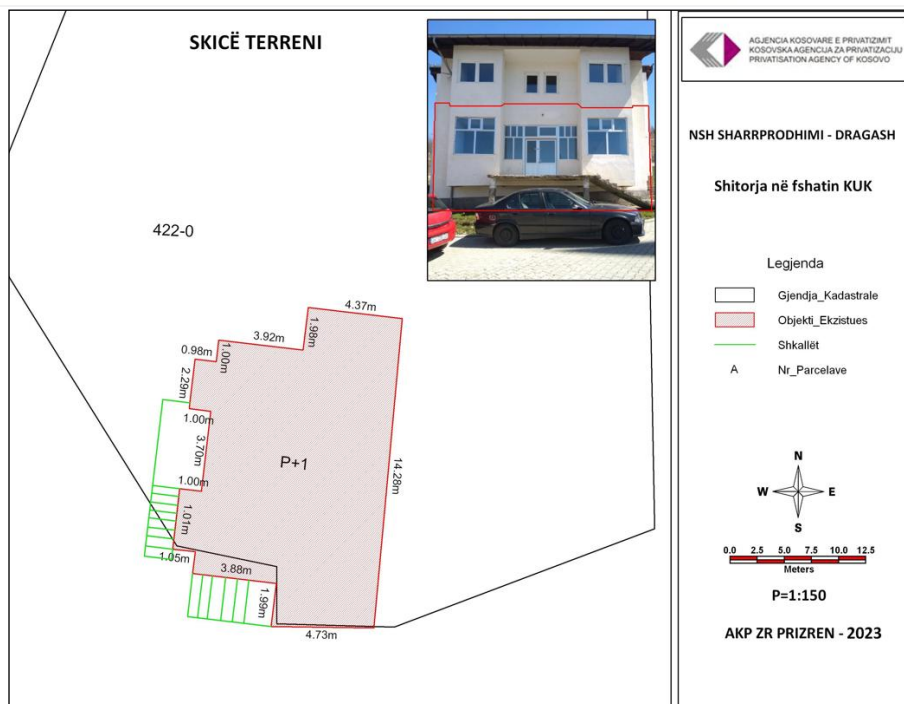 SKICË TERRENI
422-0
4.37m
1.98m
3.92m
1.00m
0.98m
2.29m
1.00m
3.70m
P+1
14.28m
1.00m
1.01m
1.05m
3.88m
1.99m
4.73m
AGJENCIA KOSOVARE E PRIVATIZIMIT
KOSOVSKA AGENCIJA ZA PRIVATIZACIJU
PRIVATISATION AGENCY OF KOSOVO
NSH SHARRPRODHIMI - DRAGASH
Shitorja në fshatin KUK
Legjenda
Gjendja_Kadastrale
Objekti_Ekzistues
Shkallët
A Nr_Parcelave
N
W E
S
0.0 2.5 5.0 7.5 10.0 12.5
Meters
P=1:150
AKP ZR PRIZREN - 2023